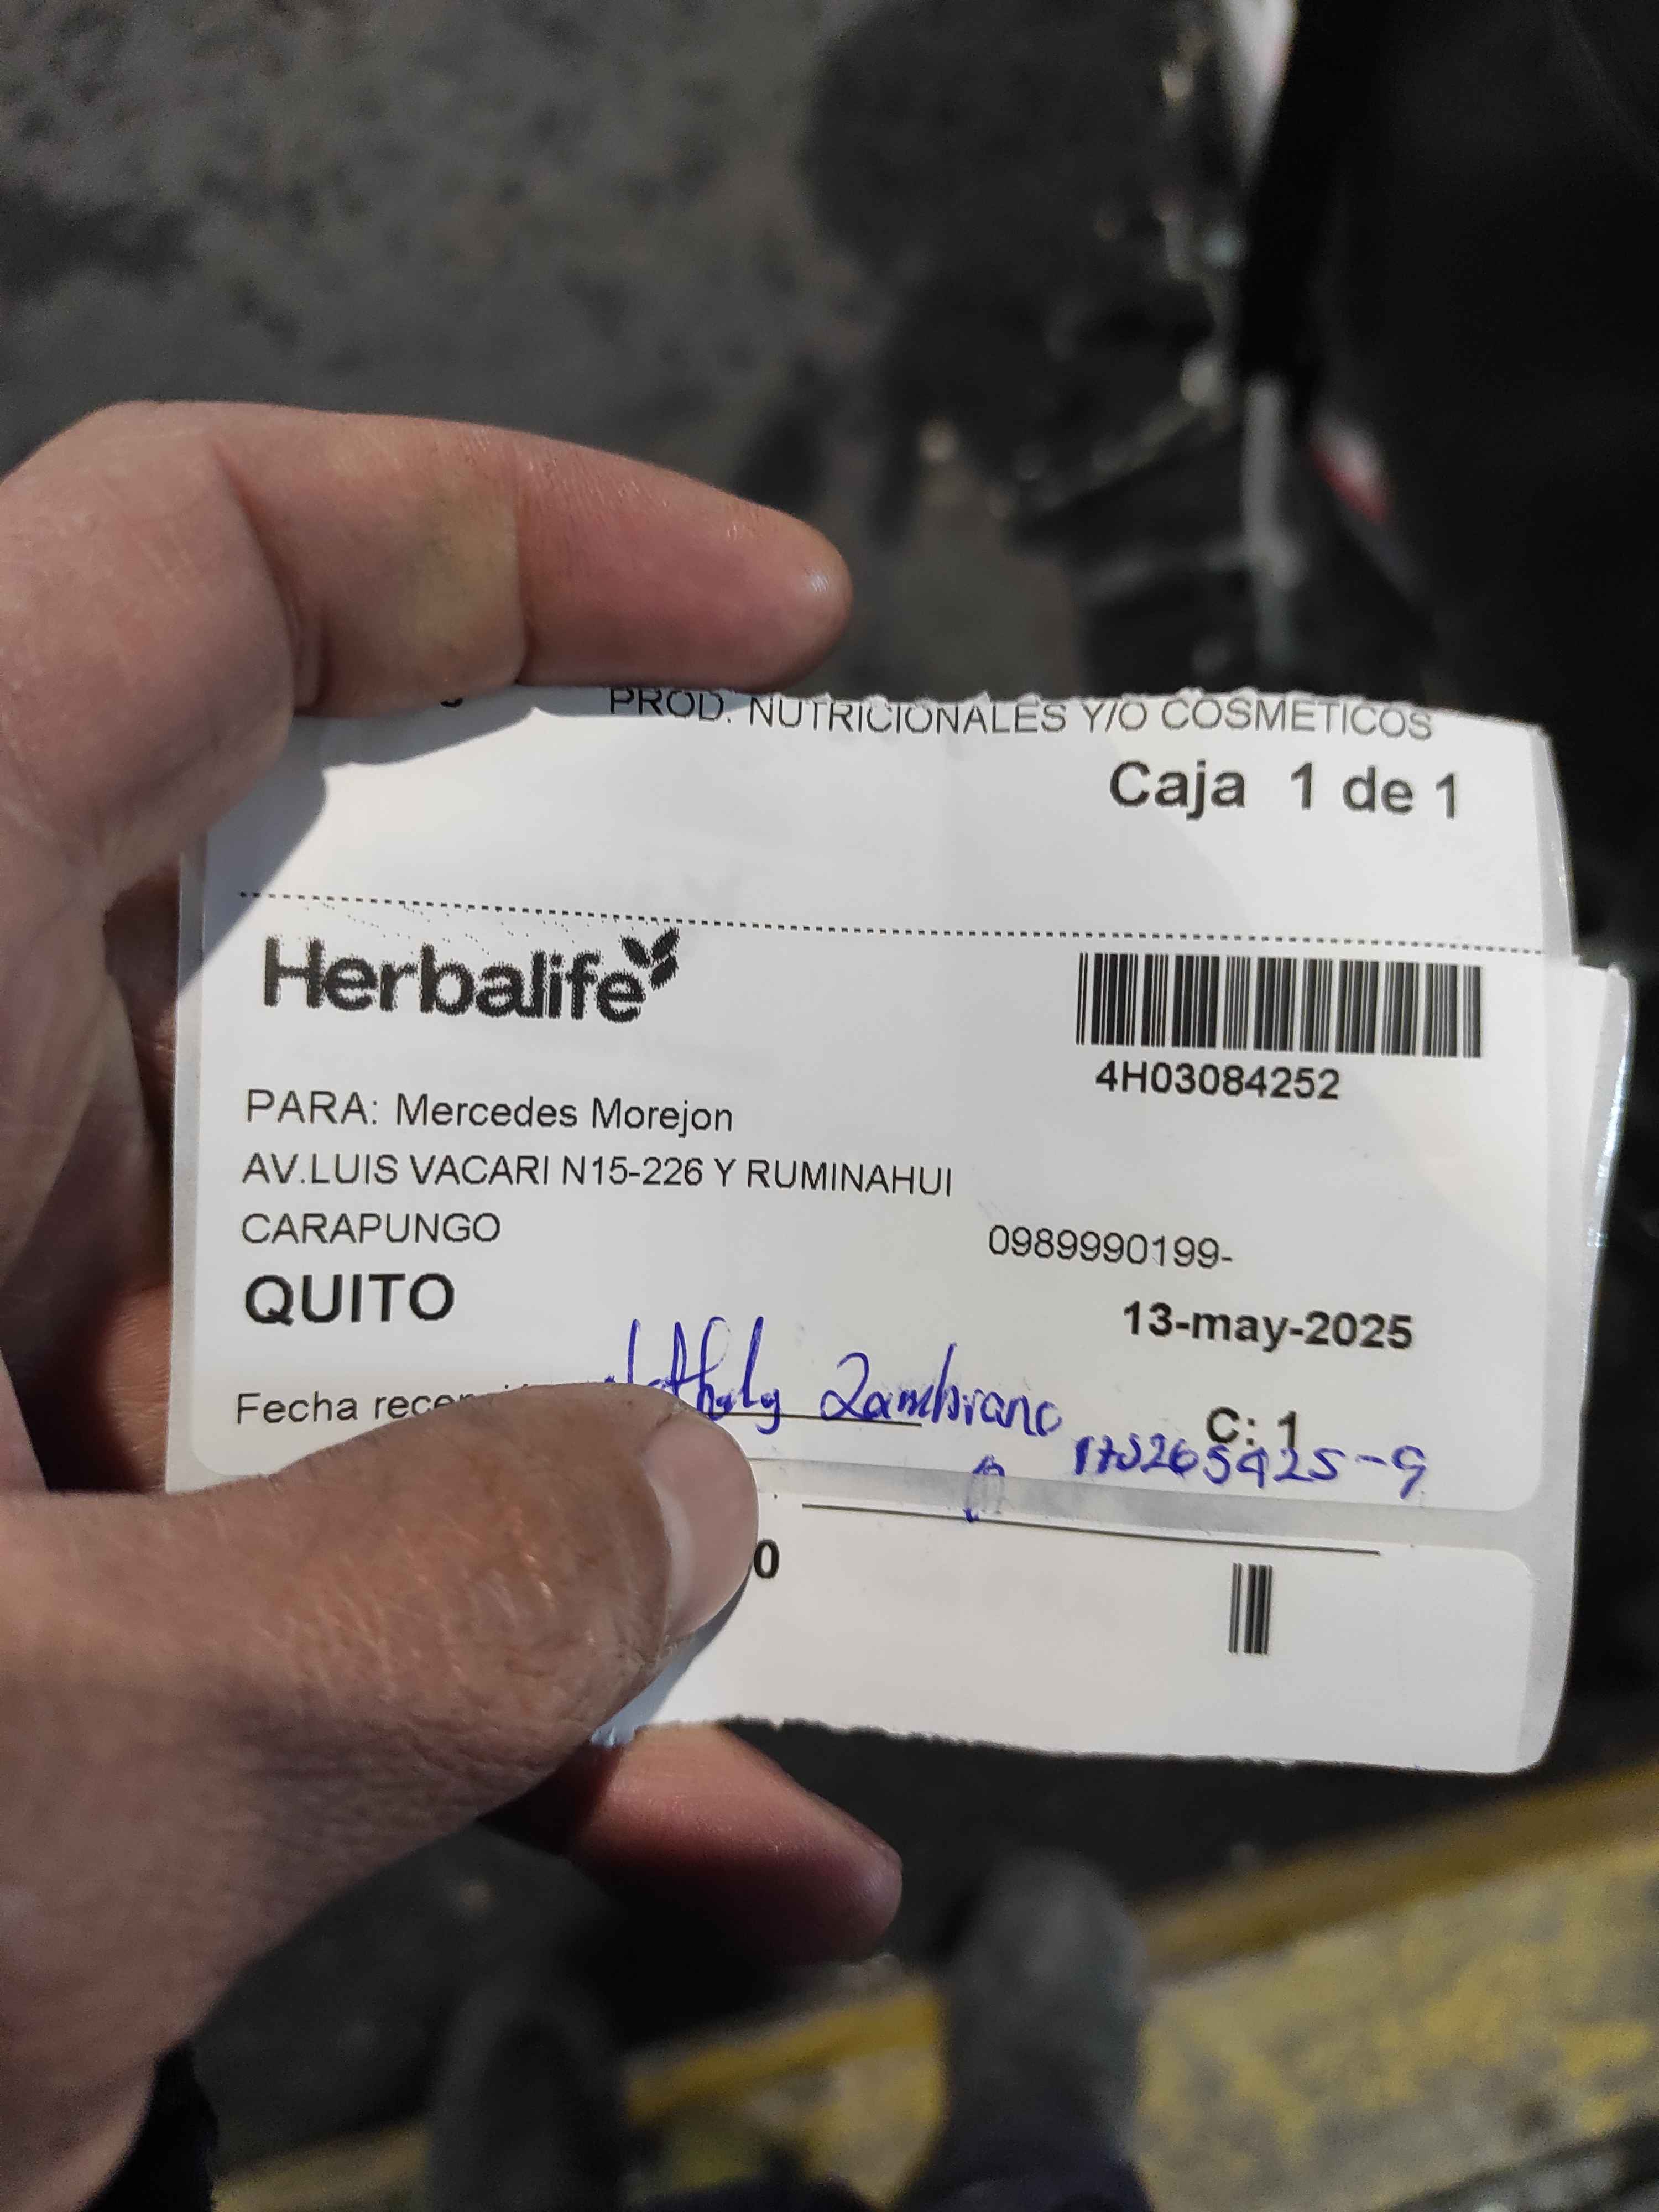 PROD. NUTRICIONALES Y/O COSMETICOS
Caja 1 de 1
Herbalife
4H03084252
PARA: Mercedes Morejon
AV.LUIS VACARI N15-226 Y RUMINAHUI
CARAPUNGO
0989990199-
QUITO
13-may-2025
Fecha
Zambrano
C: 1
0